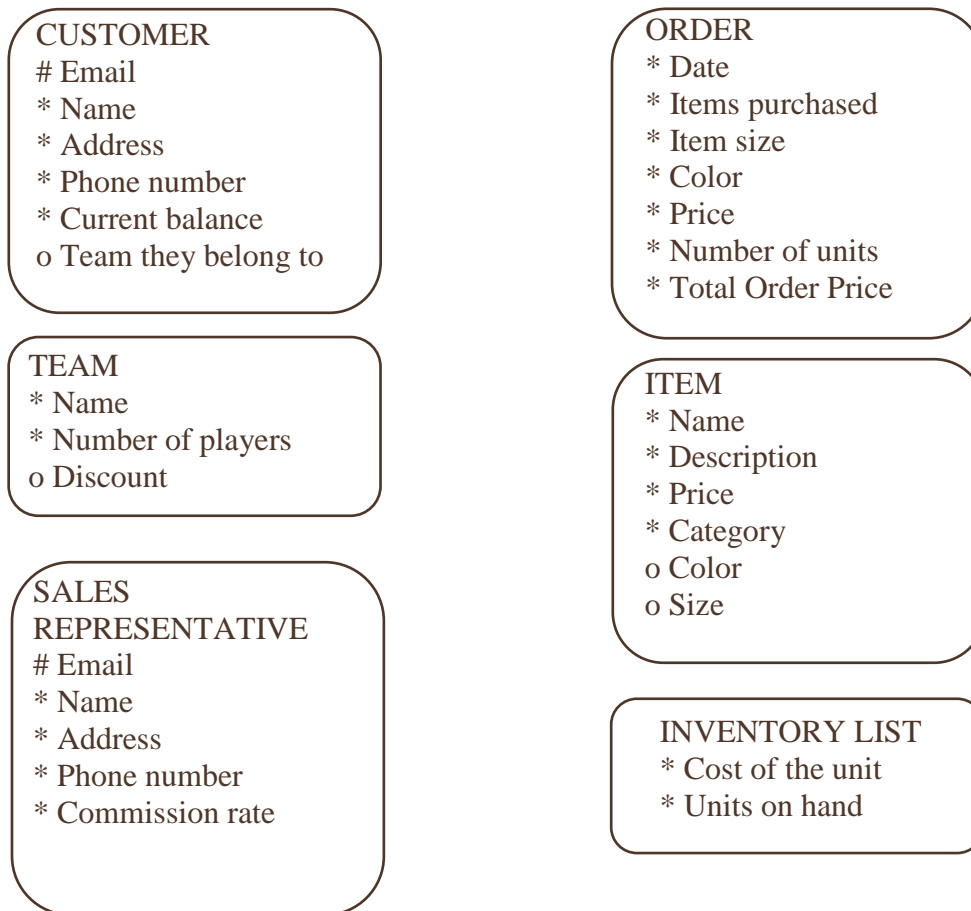 CUSTOMER
# Email
* Name
* Address
* Phone number
* Current balance
o Team they belong to
TEAM
* Name
* Number of players
o Discount
SALES
REPRESENTATIVE
# Email
* Name
* Address
* Phone number
* Commission rate
ORDER
* Date
* Items purchased
* Item size
* Color
* Price
* Number of units
* Total Order Price
ITEM
* Name
* Description
* Price
* Category
o Color
o Size
INVENTORY LIST
* Cost of the unit
* Units on hand